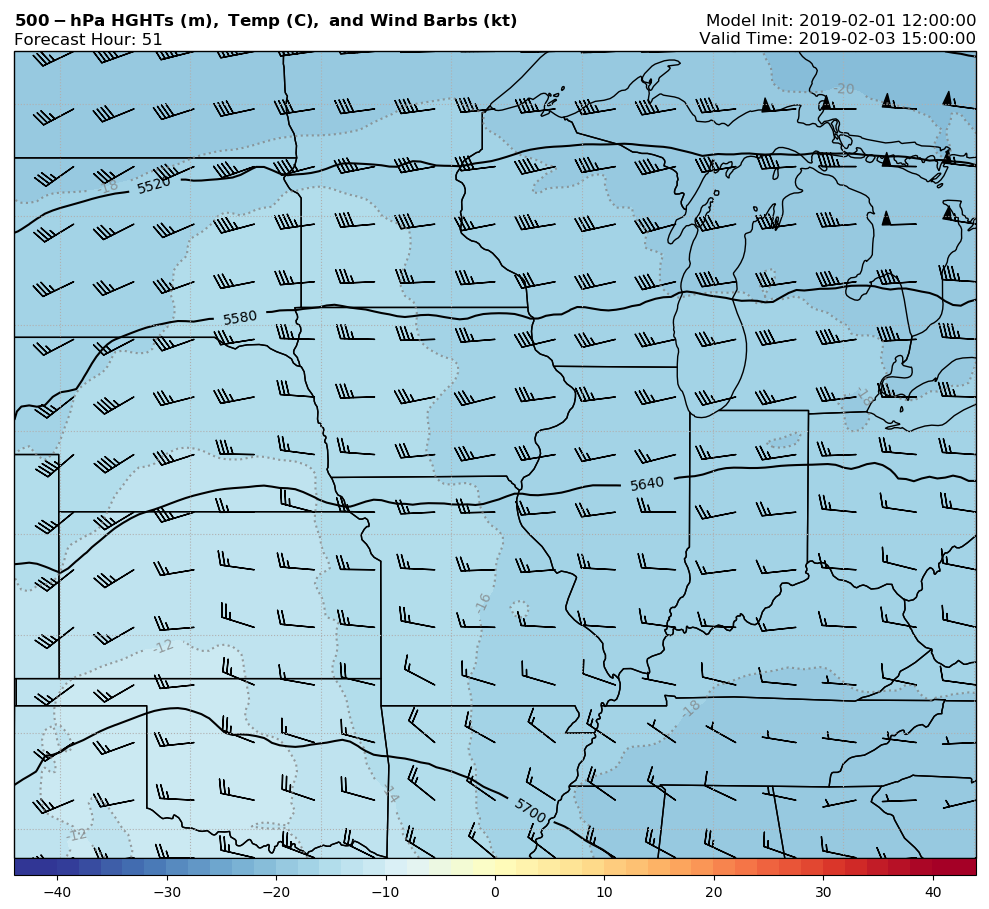 500-hPa HGHTs (m), Temp (C), and Wind Barbs (kt)
Model Init: 2019-02-01 12:00:00
Forecast Hour: 51
Valid Time: 2019-02-03 15:00:00
-20
-18
5520
5580
-18
5640
-16
-12
-18
-14
5700
-12
−40 −30 −20 −10 0 10 20 30 40